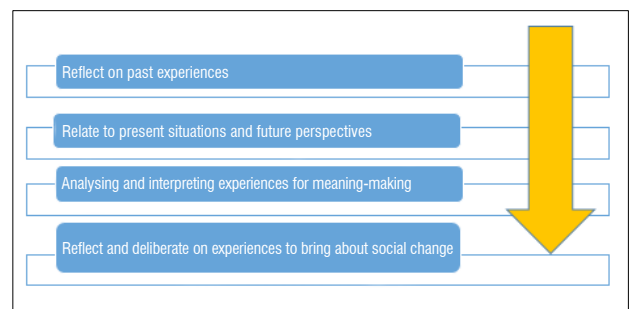 Reflect on past experiences
Relate to present situations and future perspectives
Analysing and interpreting experiences for meaning-making
Reflect and deliberate on experiences to bring about social change